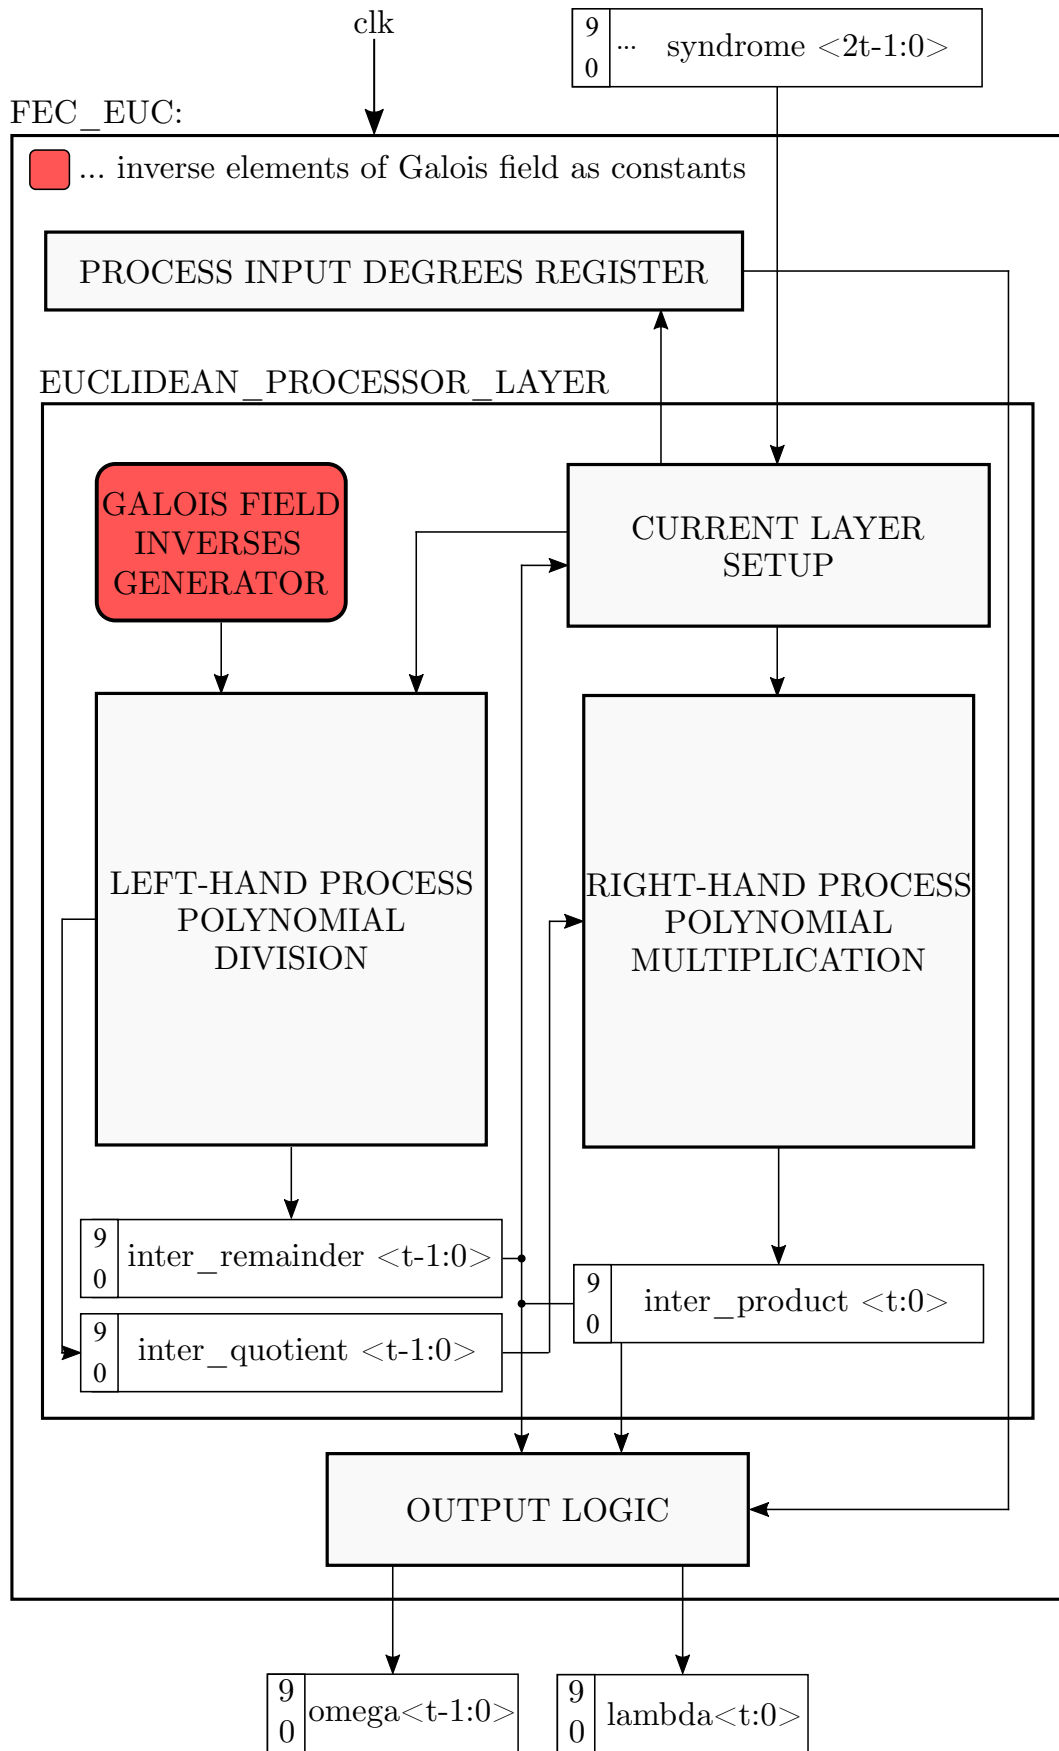 clk
9
0
... syndrome <2t-1:0>
FEC_EUC:
... inverse elements of Galois field as constants
PROCESS INPUT DEGREES REGISTER
EUCLIDEAN_PROCESSOR_LAYER
GALOIS FIELD
INVERSES
GENERATOR
CURRENT LAYER
SETUP
LEFT-HAND PROCESS
POLYNOMIAL
DIVISION
RIGHT-HAND PROCESS
POLYNOMIAL
MULTIPLICATION
9
0
inter_remainder <t-1:0>
9
0
inter_product <t:0>
9
0
inter_quotient <t-1:0>
OUTPUT LOGIC
9
0
omega<t-1:0>
9
0
lambda<t:0>